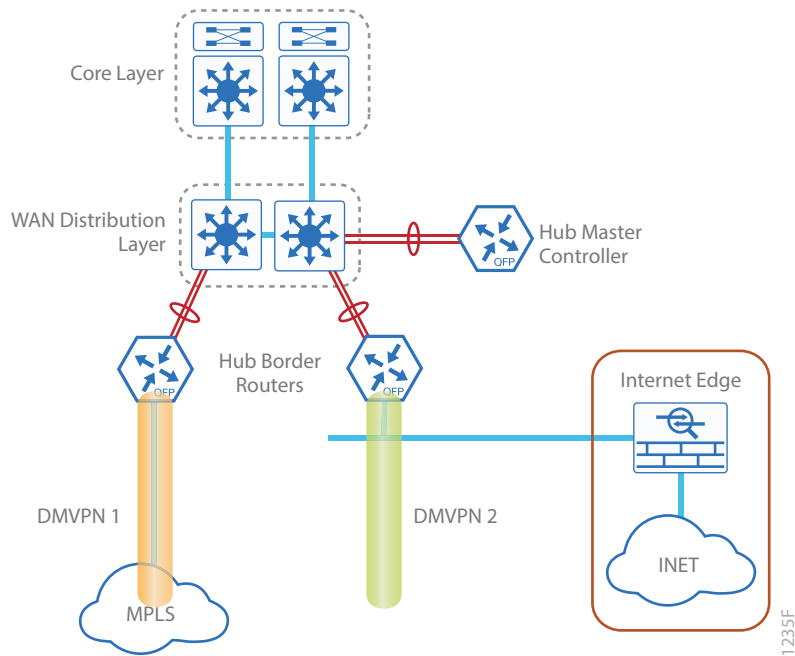 Core Layer
WAN Distribution
Layer
Hub Master
Controller
QFP
Hub Border
Routers
QFP
QFP
Internet Edge
DMVPN 1
DMVPN 2
INET
MPLS
1235F